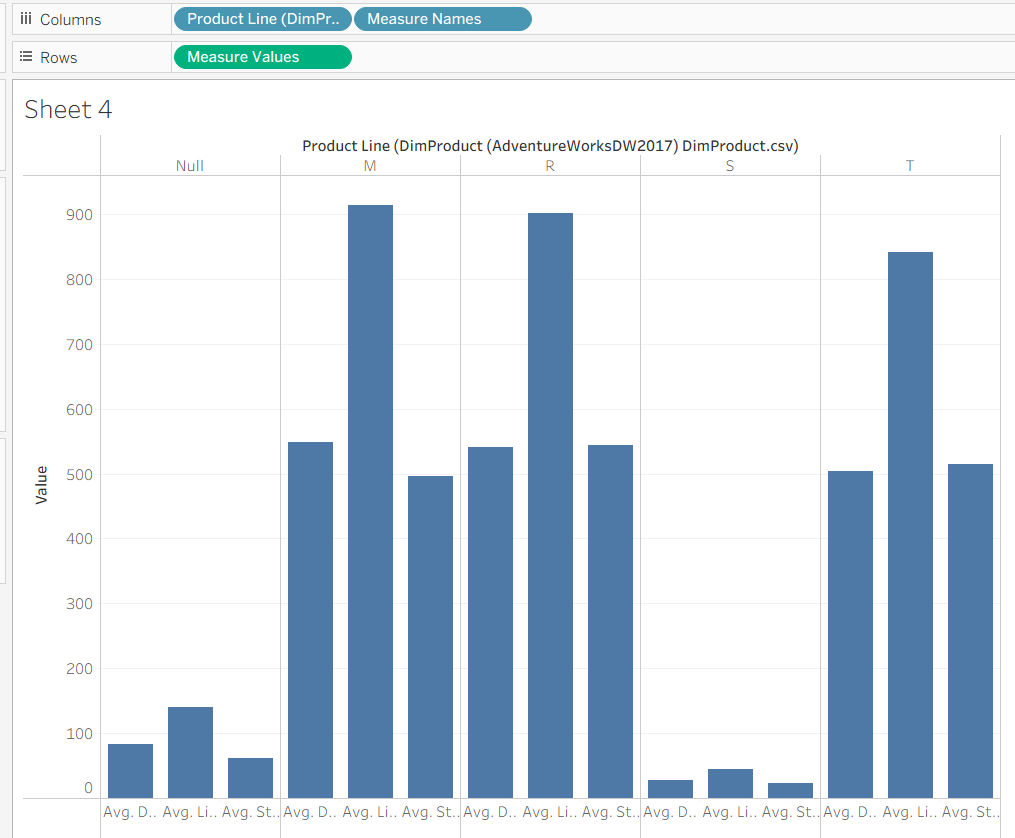 Columns
Product Line (DimPr..
Measure Names
Rows
Measure Values
Sheet 4
Product Line (DimProduct (AdventureWorksDW2017) DimProduct.csv)
Null M R S T
900
800
700
600
500
400
300
200
100
0
Value
Avg. D.. Avg. Li.. Avg. St.. Avg. D.. Avg. Li.. Avg. St.. Avg. D.. Avg. Li.. Avg. St.. Avg. D.. Avg. Li.. Avg. St.. Avg. D.. Avg. Li.. Avg. St..